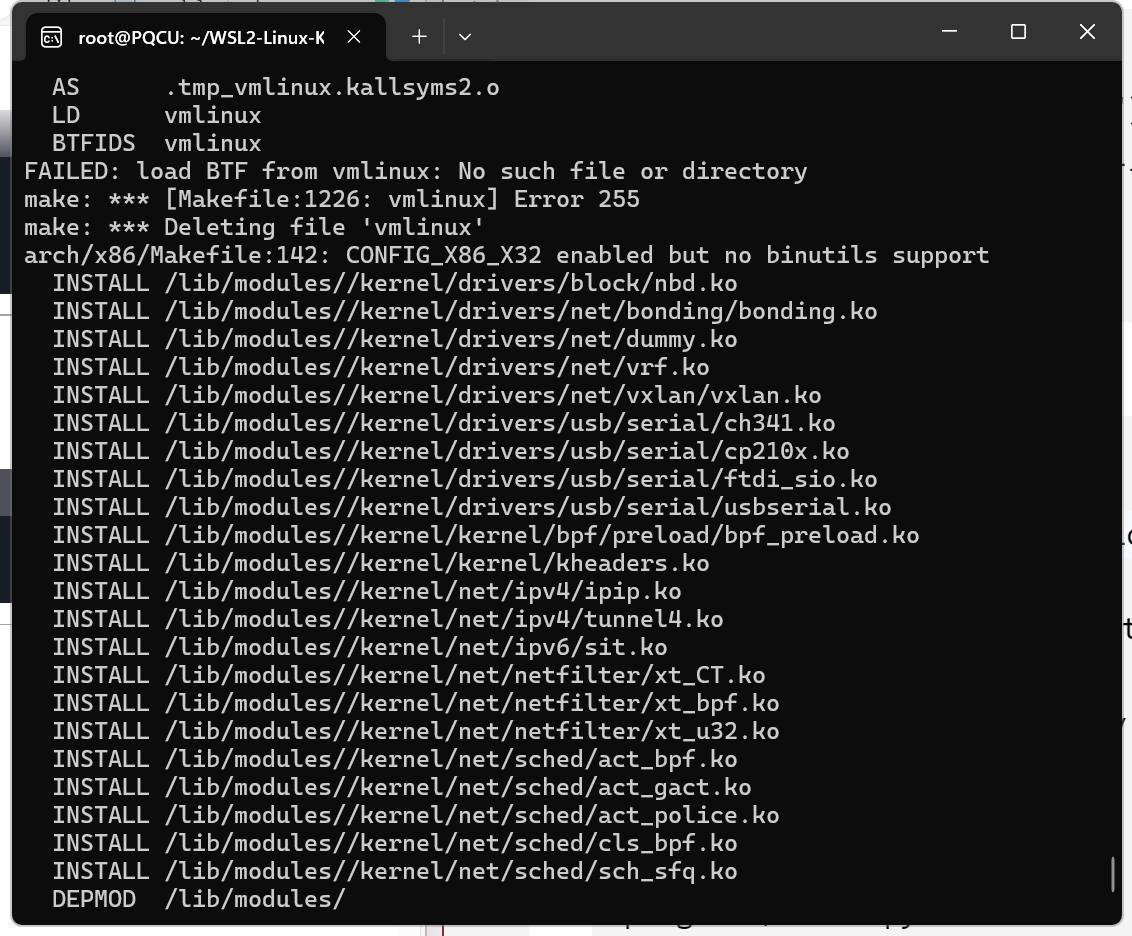 root@PQCU: ~/WSL2-Linux-K
AS .tmp_vmlinux.kallsyms2.o
LD vmlinux
BTFIDS vmlinux
FAILED: load BTF from vmlinux: No such file or directory
make: *** [Makefile:1226: vmlinux] Error 255
make: *** Deleting file 'vmlinux'
arch/x86/Makefile:142: CONFIG_X86_X32 enabled but no binutils support
INSTALL /lib/modules//kernel/drivers/block/nbd.ko
INSTALL /lib/modules//kernel/drivers/net/bonding/bonding.ko
INSTALL /lib/modules//kernel/drivers/net/dummy.ko
INSTALL /lib/modules//kernel/drivers/net/vrf.ko
INSTALL /lib/modules//kernel/drivers/net/vxlan/vxlan.ko
INSTALL /lib/modules//kernel/drivers/usb/serial/ch341.ko
INSTALL /lib/modules//kernel/drivers/usb/serial/cp210x.ko
INSTALL /lib/modules//kernel/drivers/usb/serial/ftdi_sio.ko
INSTALL /lib/modules//kernel/drivers/usb/serial/usbserial.ko
INSTALL /lib/modules//kernel/kernel/bpf/preload/bpf_preload.ko
INSTALL /lib/modules//kernel/kernel/kheaders.ko
INSTALL /lib/modules//kernel/net/ipv4/ipip.ko
INSTALL /lib/modules//kernel/net/ipv4/tunnel4.ko
INSTALL /lib/modules//kernel/net/ipv6/sit.ko
INSTALL /lib/modules//kernel/net/netfilter/xt_CT.ko
INSTALL /lib/modules//kernel/net/netfilter/xt_bpf.ko
INSTALL /lib/modules//kernel/net/netfilter/xt_u32.ko
INSTALL /lib/modules//kernel/net/sched/act_bpf.ko
INSTALL /lib/modules//kernel/net/sched/act_gact.ko
INSTALL /lib/modules//kernel/net/sched/act_police.ko
INSTALL /lib/modules//kernel/net/sched/cls_bpf.ko
INSTALL /lib/modules//kernel/net/sched/sch_sfq.ko
DEPMOD /lib/modules/